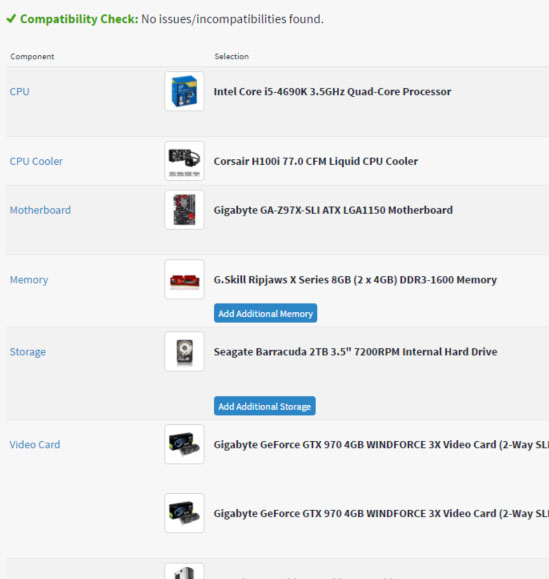 ✔ Compatibility Check: No issues/incompatibilities found.
Component Selection
CPU Intel Core i5-4690K 3.5GHz Quad-Core Processor
CPU Cooler Corsair H100i 77.0 CFM Liquid CPU Cooler
Motherboard Gigabyte GA-Z97X-SLI ATX LGA1150 Motherboard
Memory G.Skill Ripjaws X Series 8GB (2 x 4GB) DDR3-1600 Memory
Add Additional Memory
Storage Seagate Barracuda 2TB 3.5" 7200RPM Internal Hard Drive
Add Additional Storage
Video Card Gigabyte GeForce GTX 970 4GB WINDFORCE 3X Video Card (2-Way SLI
Gigabyte GeForce GTX 970 4GB WINDFORCE 3X Video Card (2-Way SLI